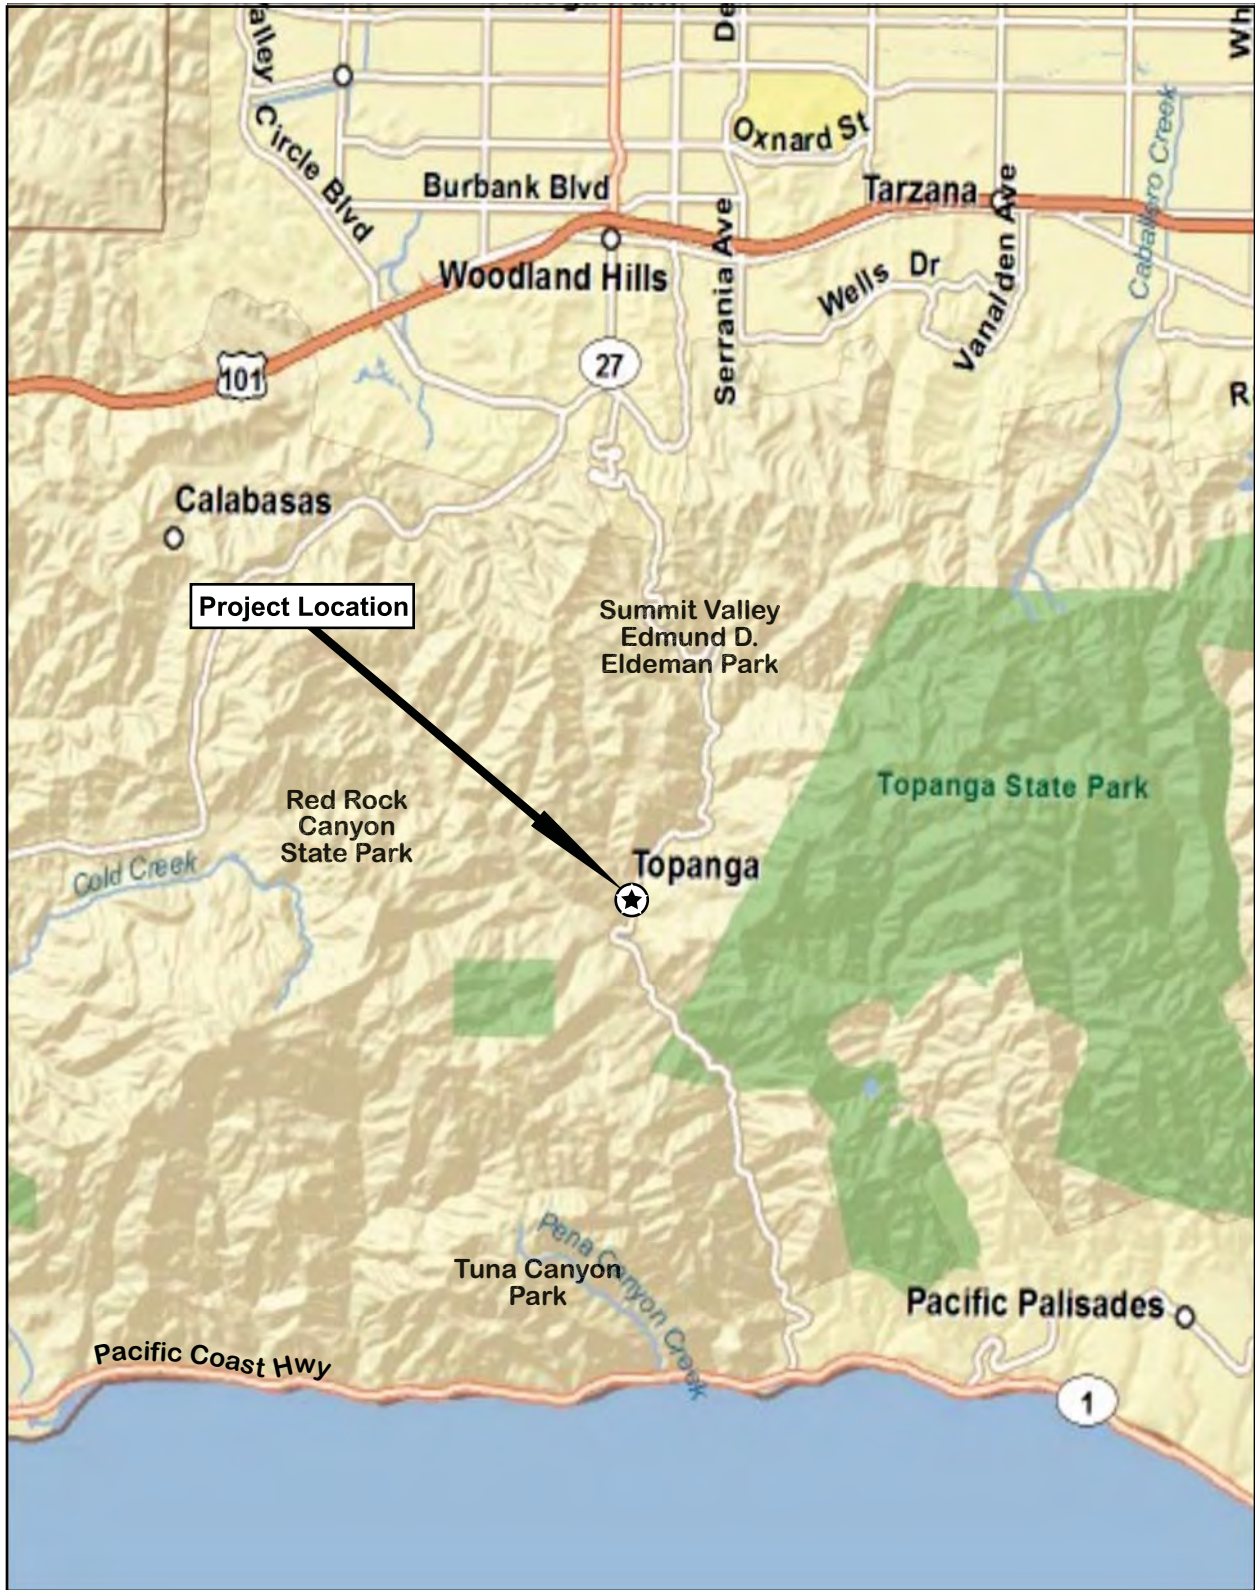 alley
De
Wh
Circle Blvd
Oxnard St
Caballero Creek
Burbank Blvd
Tarzana
Woodland Hills
Serrania Ave
Wells Dr
Vanalden Ave
27
101
R
Calabasas
Project Location
Summit Valley
Edmund D.
Eldeman Park
Topanga State Park
Red Rock
Canyon
State Park
Cold Creek
Topanga
Pena Canyon Creek
Tuna Canyon
Park
Pacific Palisades
Pacific Coast Hwy
1